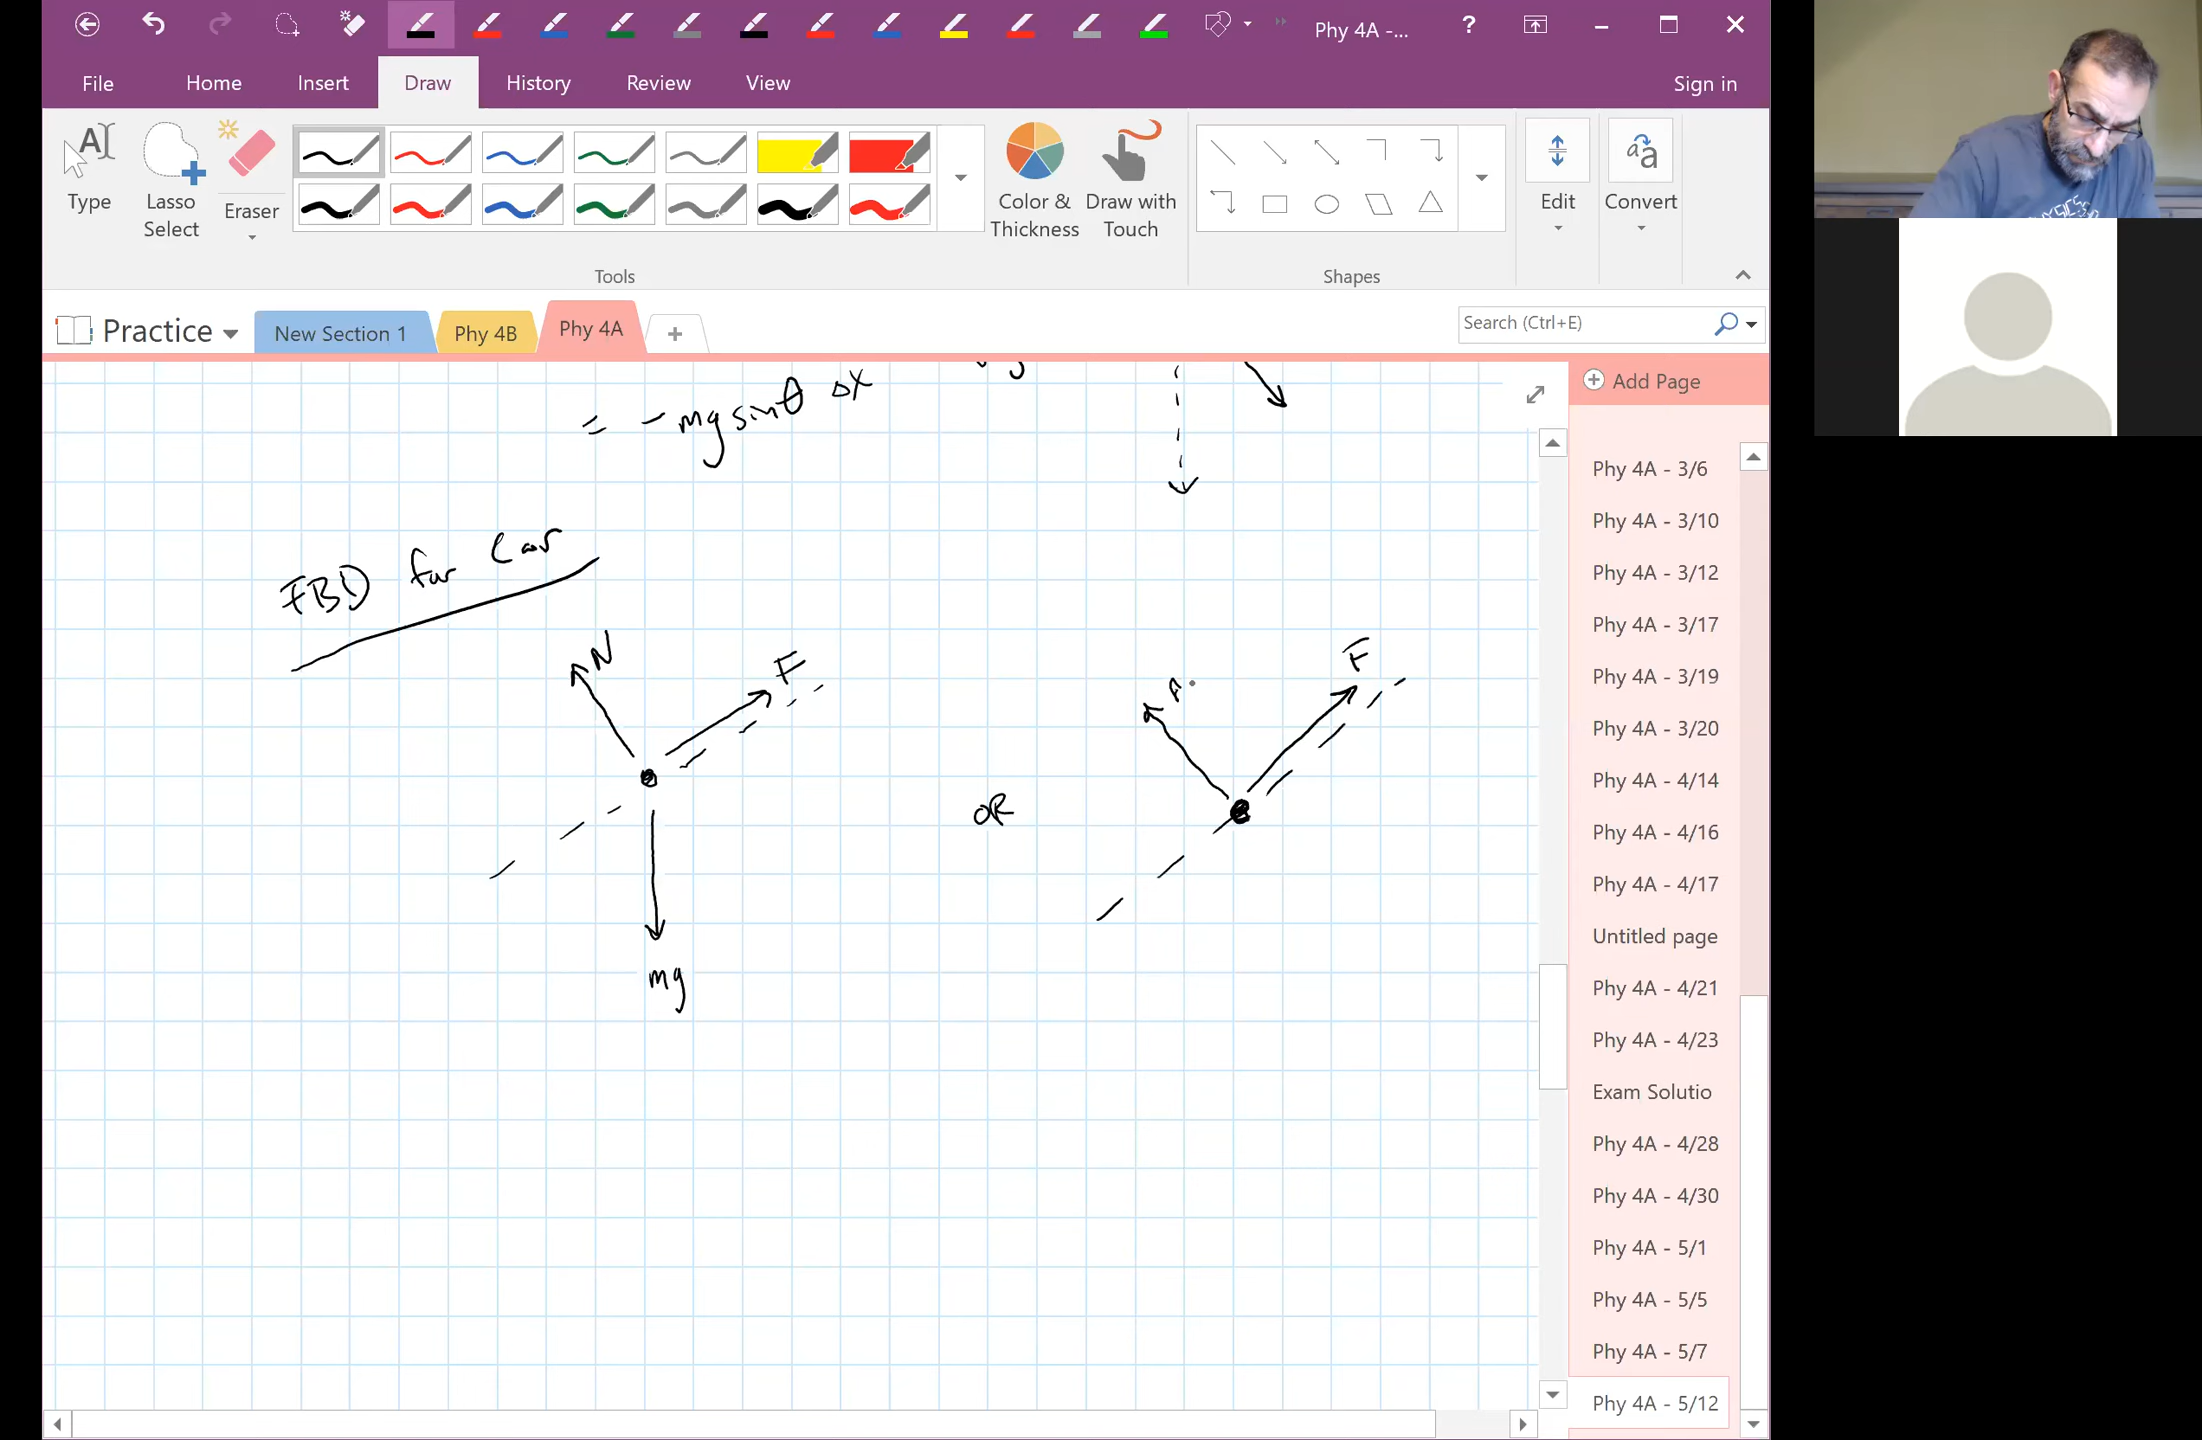 Phy 4A -...
?
File Home Insert Draw History Review View Sign in
Type
Lasso Select
Eraser
Color & Thickness
Draw with Touch
Edit
Convert
Tools
Shapes
Practice
New Section 1
Phy 4B
Phy 4A
Search (Ctrl+E)
= - mg sinθ Δx
FBD for Car
N
F
mg
OR
F
Add Page
Phy 4A - 3/6
Phy 4A - 3/10
Phy 4A - 3/12
Phy 4A - 3/17
Phy 4A - 3/19
Phy 4A - 3/20
Phy 4A - 4/14
Phy 4A - 4/16
Phy 4A - 4/17
Untitled page
Phy 4A - 4/21
Phy 4A - 4/23
Exam Solutio
Phy 4A - 4/28
Phy 4A - 4/30
Phy 4A - 5/1
Phy 4A - 5/5
Phy 4A - 5/7
Phy 4A - 5/12